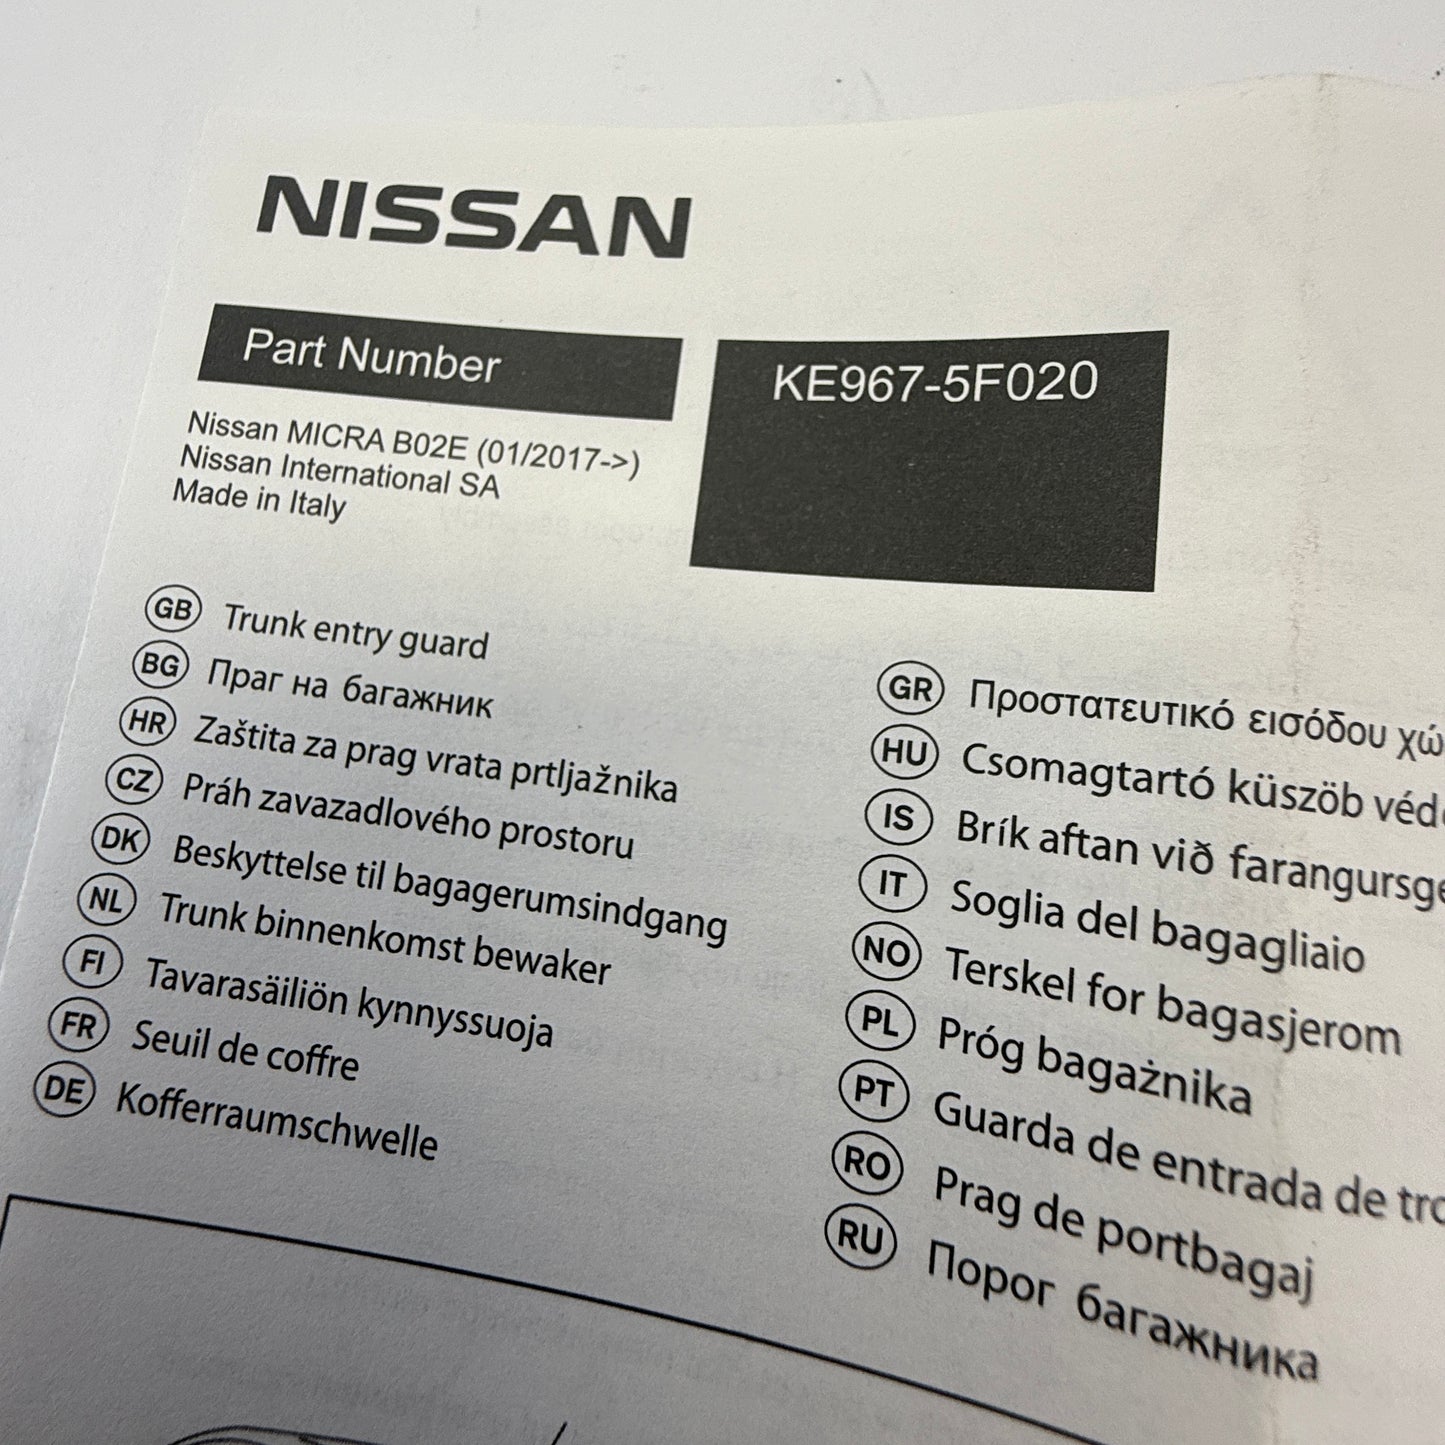 NISSAN
Part Number
KE967-5F020
Nissan MICRA B02E (01/2017->)
Nissan International SA
Made in Italy
GB Trunk entry guard
BG Праг на багажник
HR Zaštita za prag vrata prtljažnika
CZ Práh zavazadlového prostoru
DK Beskyttelse til bagagerumsindgang
NL Trunk binnenkomst bewaker
FI Tavarasäiliön kynnyssuoja
FR Seuil de coffre
DE Kofferraumschwelle
GR Προστατευτικό εισόδου
HU Csomagtartó küszöb
IS Brík aftan við
IT Soglia del bagagliaio
NO Terskel for bagasjerom
PL Próg bagażnika
PT Guarda de entrada de
RO Prag de portbagaj
RU Порог багажника